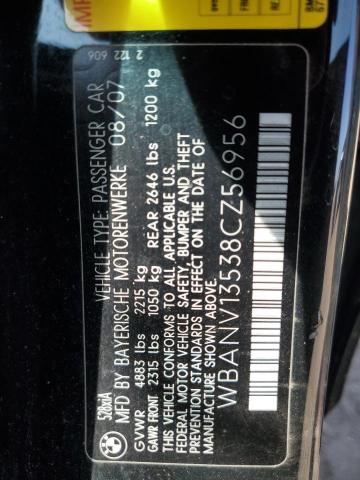 528xiA
VEHICLE TYPE: PASSENGER CAR
MFD BY BAYERISCHE MOTORENWERKE 08/07
2 122 606
GVWR 4883 lbs 2215 kg
GAWR FRONT 2315 lbs 1050 kg REAR 2646 lbs 1200 kg
THIS VEHICLE CONFORMS TO ALL APPLICABLE U.S.
FEDERAL MOTOR VEHICLE SAFETY, BUMPER AND THEFT
PREVENTION STANDARDS IN EFFECT ON THE DATE OF
MANUFACTURE SHOWN ABOVE
WBANV13538CZ56956